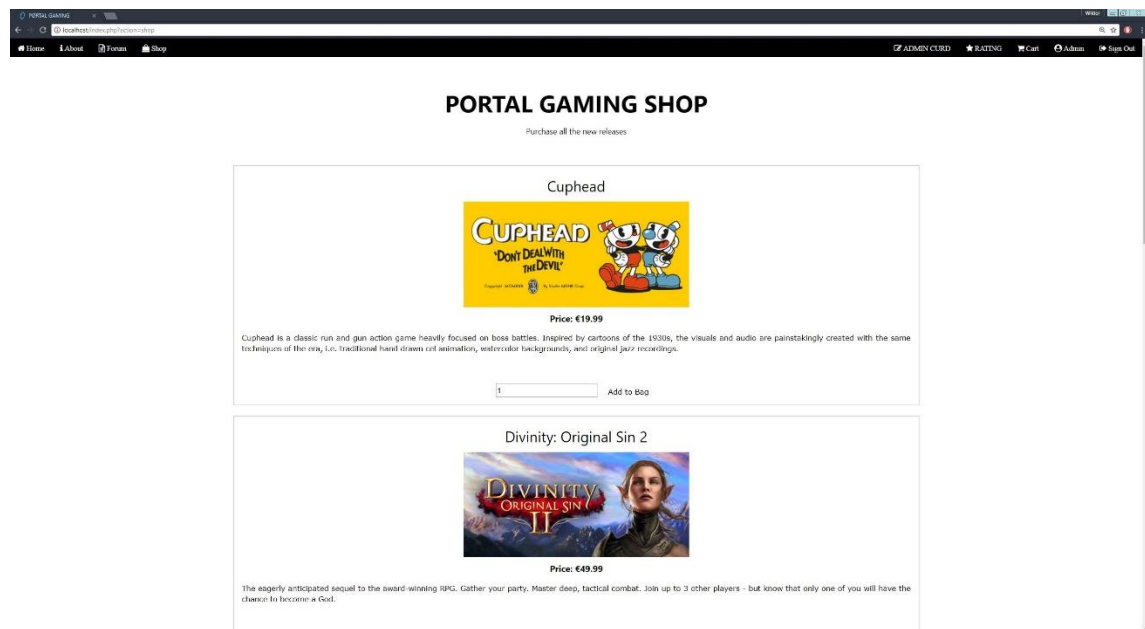 PORTAL GAMING
Wiktor
localhost/index.php?action=shop
Home About Forum Shop ADMIN CURD RATING Cart Admin Sign Out
PORTAL GAMING SHOP
Purchase all the new releases
Cuphead
CUPHEAD
"DON'T DEAL WITH
THE DEVIL"
Price: €19.99
Cuphead is a classic run and gun action game heavily focused on boss battles. Inspired by cartoons of the 1930s, the visuals and audio are painstakingly created with the same
techniques of the era, i.e. traditional hand drawn cel animation, watercolor backgrounds, and original jazz recordings.
1 Add to Bag
Divinity: Original Sin 2
DIVINITY
ORIGINAL SIN
II
Price: €49.99
The eagerly anticipated sequel to the award-winning RPG. Gather your party. Master deep, tactical combat. Join up to 3 other players - but know that only one of you will have the
chance to become a God.